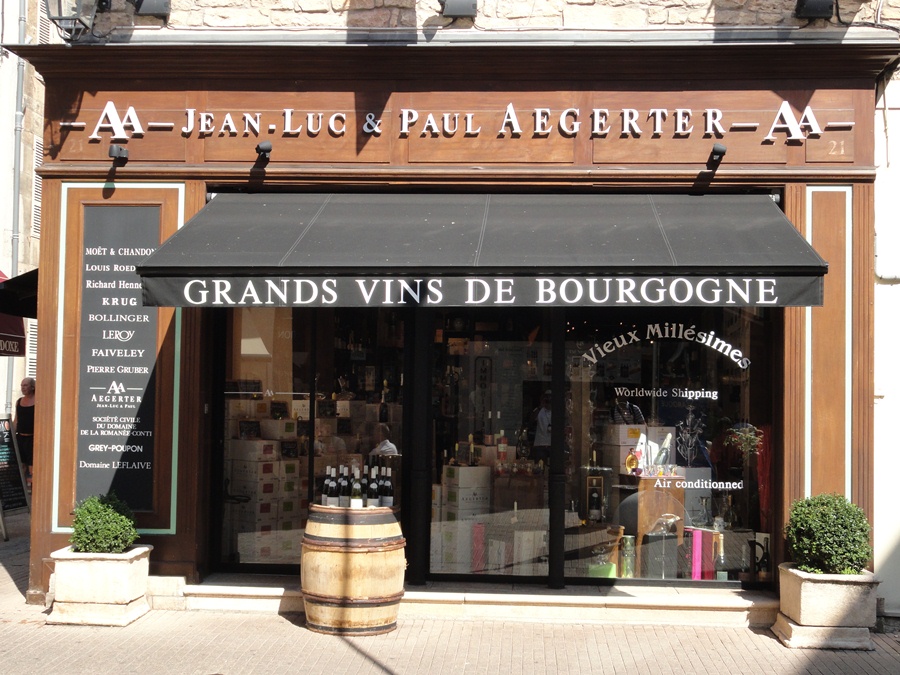 AA — JEAN-LUC & PAUL AEGERTER — AA
21
21
GRANDS VINS DE BOURGOGNE
MOËT & CHANDON
LOUIS ROED
Richard Henne
KRUG
BOLLINGER
LEROY
FAIVELEY
PIERRE GRUBER
AA
AEGERTER
JEAN-LUC & PAUL
SOCIÉTÉ CIVILE
DU DOMAINE
DE LA ROMANÉE-CONTI
GREY-POUPON
Domaine LEFLAIVE
Vieux Millésimes
Worldwide Shipping
Air conditionned